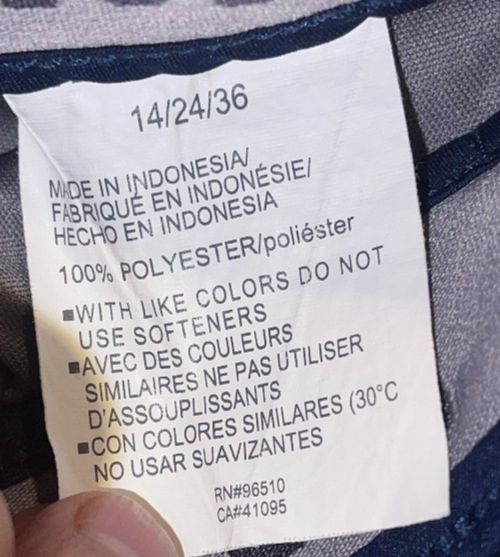 14/24/36
MADE IN INDONESIA/
FABRIQUÉ EN INDONÉSIE/
HECHO EN INDONESIA
100% POLYESTER/poliéster
▪WITH LIKE COLORS DO NOT
USE SOFTENERS
▪AVEC DES COULEURS
SIMILAIRES NE PAS UTILISER
D'ASSOUPLISSANTS
▪CON COLORES SIMILARES (30°C
NO USAR SUAVIZANTES
RN#96510
CA#41095